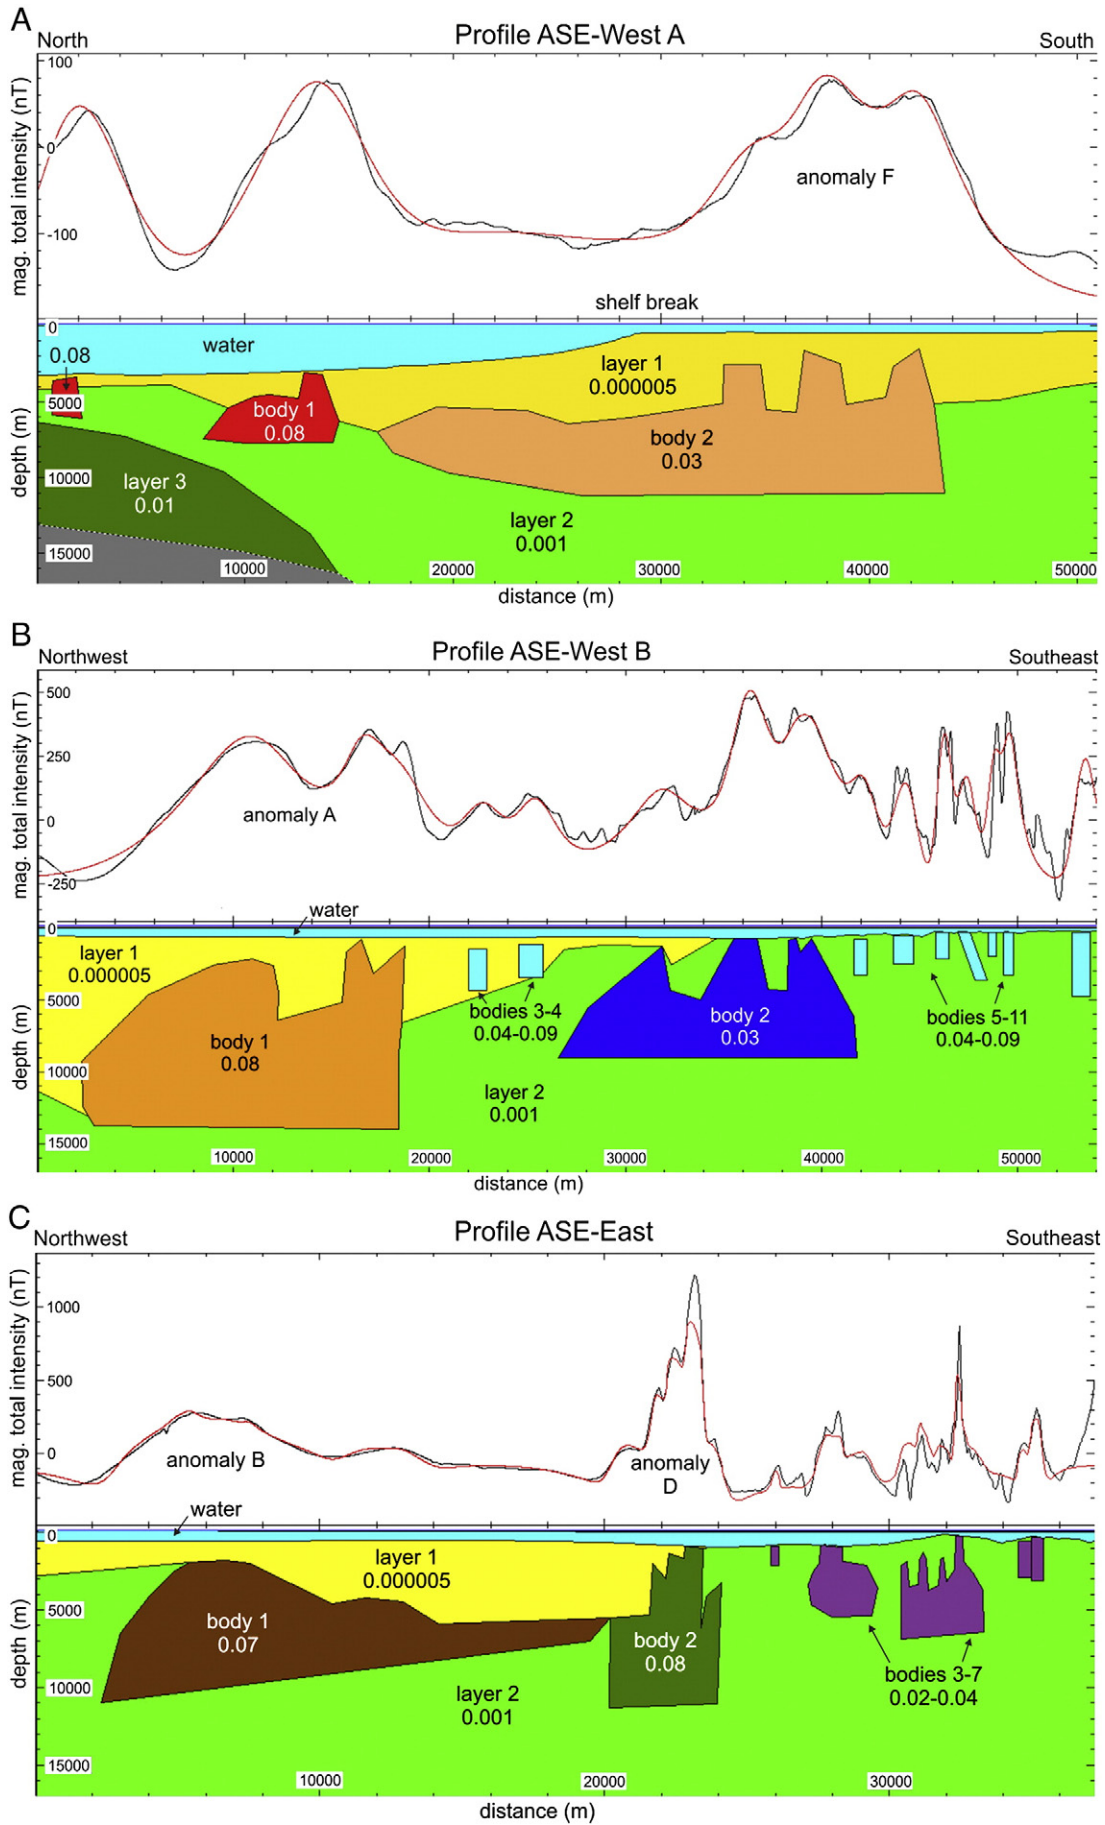 A
Profile ASE-West A
North
South
mag. total intensity (nT)
100
0
-100
anomaly F
shelf break
depth (m)
0
5000
10000
15000
0.08
water
body 1
0.08
layer 1
0.000005
body 2
0.03
layer 3
0.01
layer 2
0.001
10000
20000
30000
40000
50000
distance (m)
B
Profile ASE-West B
Northwest
Southeast
mag. total intensity (nT)
500
250
0
-250
anomaly A
water
depth (m)
0
5000
10000
15000
layer 1
0.000005
body 1
0.08
bodies 3-4
0.04-0.09
body 2
0.03
bodies 5-11
0.04-0.09
layer 2
0.001
10000
20000
30000
40000
50000
distance (m)
C
Profile ASE-East
Northwest
Southeast
mag. total intensity (nT)
1000
500
0
anomaly B
anomaly
D
water
depth (m)
0
5000
10000
15000
layer 1
0.000005
body 1
0.07
body 2
0.08
bodies 3-7
0.02-0.04
layer 2
0.001
10000
20000
30000
distance (m)